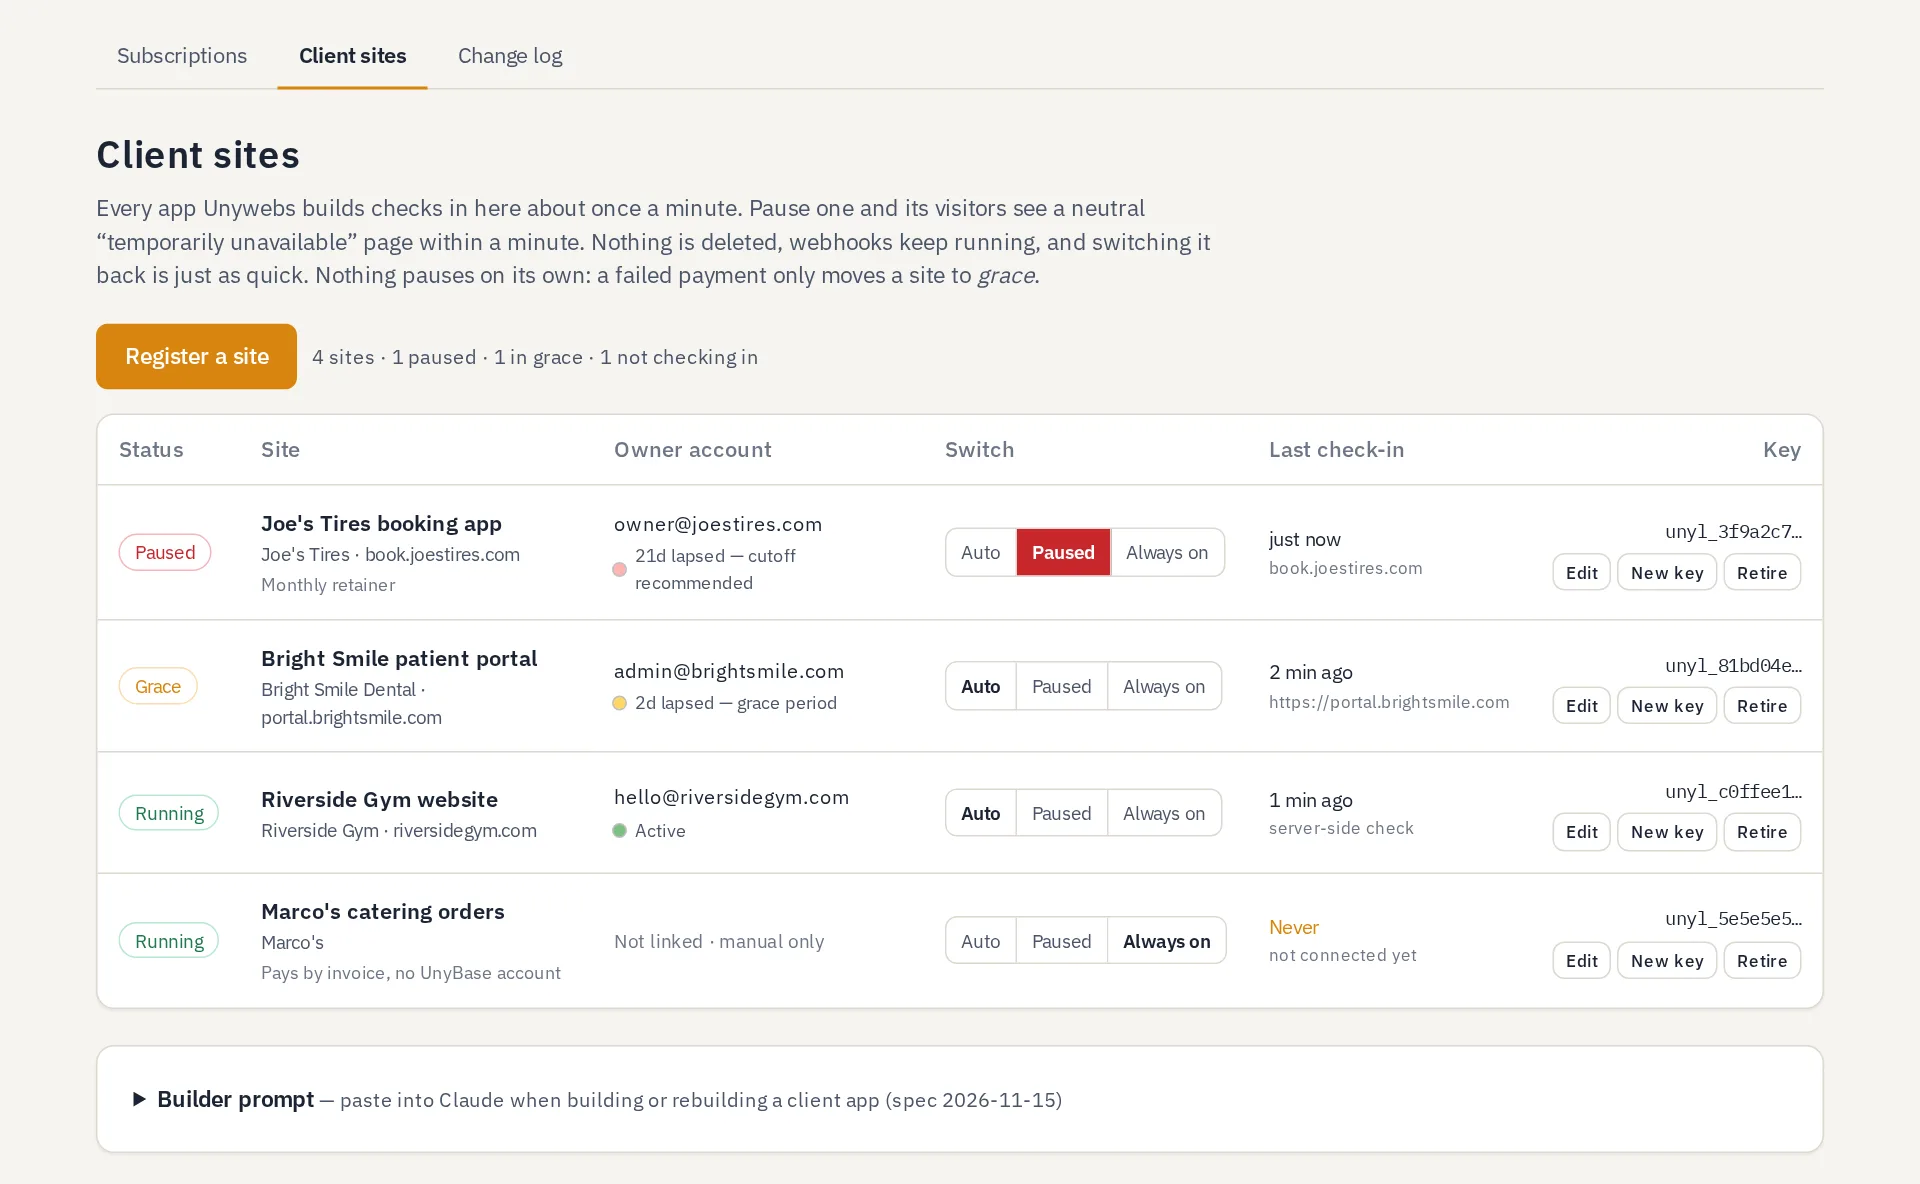 Subscriptions Client sites Change log
Client sites
Every app Unywebs builds checks in here about once a minute. Pause one and its visitors see a neutral
“temporarily unavailable” page within a minute. Nothing is deleted, webhooks keep running, and switching it
back is just as quick. Nothing pauses on its own: a failed payment only moves a site to grace.
Register a site 4 sites · 1 paused · 1 in grace · 1 not checking in
Status Site Owner account Switch Last check-in Key
Paused
Joe's Tires booking app
Joe's Tires · book.joestires.com
Monthly retainer
owner@joestires.com
21d lapsed — cutoff
recommended
Auto Paused Always on
just now
book.joestires.com
unyl_3f9a2c7…
Edit New key Retire
Grace
Bright Smile patient portal
Bright Smile Dental ·
portal.brightsmile.com
admin@brightsmile.com
2d lapsed — grace period
Auto Paused Always on
2 min ago
https://portal.brightsmile.com
unyl_81bd04e…
Edit New key Retire
Running
Riverside Gym website
Riverside Gym · riversidegym.com
hello@riversidegym.com
Active
Auto Paused Always on
1 min ago
server-side check
unyl_c0ffee1…
Edit New key Retire
Running
Marco's catering orders
Marco's
Pays by invoice, no UnyBase account
Not linked · manual only
Auto Paused Always on
Never
not connected yet
unyl_5e5e5e5…
Edit New key Retire
▶ Builder prompt — paste into Claude when building or rebuilding a client app (spec 2026-11-15)